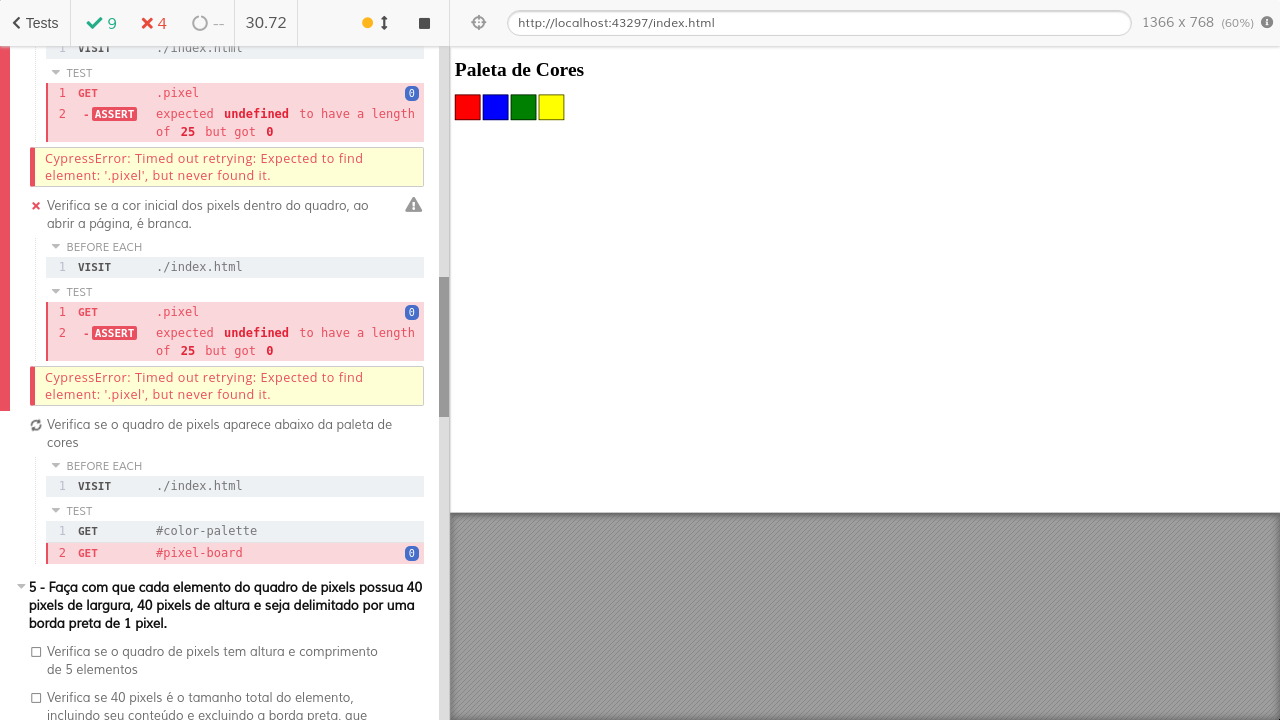 Tests
9
4
--
30.72
http://localhost:43297/index.html
1366 x 768 (60%)
1 VISIT ./index.html
TEST
1 GET .pixel 0
2 - ASSERT expected undefined to have a length
of 25 but got 0
CypressError: Timed out retrying: Expected to find
element: '.pixel', but never found it.
Verifica se a cor inicial dos pixels dentro do quadro, ao
abrir a página, é branca.
BEFORE EACH
1 VISIT ./index.html
TEST
1 GET .pixel 0
2 - ASSERT expected undefined to have a length
of 25 but got 0
CypressError: Timed out retrying: Expected to find
element: '.pixel', but never found it.
Verifica se o quadro de pixels aparece abaixo da paleta de
cores
BEFORE EACH
1 VISIT ./index.html
TEST
1 GET #color-palette
2 GET #pixel-board 0
5 - Faça com que cada elemento do quadro de pixels possua 40
pixels de largura, 40 pixels de altura e seja delimitado por uma
borda preta de 1 pixel.
Verifica se o quadro de pixels tem altura e comprimento
de 5 elementos
Verifica se 40 pixels é o tamanho total do elemento,
incluindo seu conteúdo e excluindo a borda preta, que
Paleta de Cores